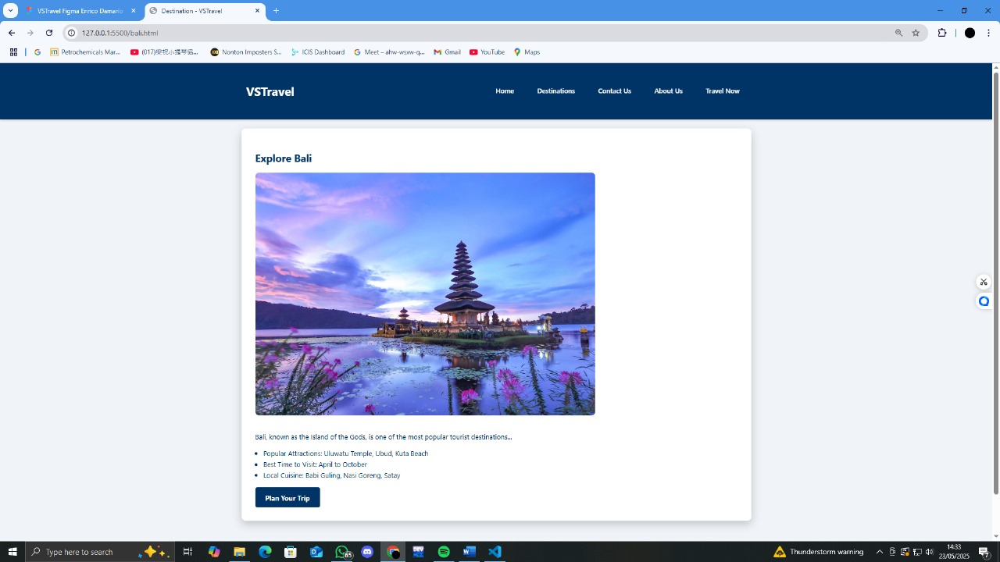 VSTravel Figma Enrico Damario
Destination - VSTravel
127.0.0.1:5500/bali.html
Petrochemicals Mar...
Nonton Imposters S...
ICIS Dashboard
Meet – ahw-wsxw-q...
Gmail
YouTube
Maps
VSTravel
Home
Destinations
Contact Us
About Us
Travel Now
Explore Bali
Bali, known as the Island of the Gods, is one of the most popular tourist destinations...
Popular Attractions: Uluwatu Temple, Ubud, Kuta Beach
Best Time to Visit: April to October
Local Cuisine: Babi Guling, Nasi Goreng, Satay
Plan Your Trip
Type here to search
65
Thunderstorm warning
14:33
23/05/2025